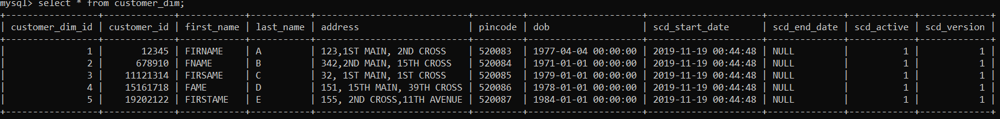 mysql> select * from customer_dim;
+-----------------+-------------+------------+-----------+----------------------------+---------+---------------------+---------------------+--------------+------------+-------------+
| customer_dim_id | customer_id | first_name | last_name | address                    | pincode | dob                 | scd_start_date      | scd_end_date | scd_active | scd_version |
+-----------------+-------------+------------+-----------+----------------------------+---------+---------------------+---------------------+--------------+------------+-------------+
|               1 |       12345 | FIRNAME    | A         | 123,1ST MAIN, 2ND CROSS    | 520083  | 1977-04-04 00:00:00 | 2019-11-19 00:44:48 | NULL         |          1 |           1 |
|               2 |      678910 | FNAME      | B         | 342,2ND MAIN, 15TH CROSS   | 520084  | 1971-01-01 00:00:00 | 2019-11-19 00:44:48 | NULL         |          1 |           1 |
|               3 |    11121314 | FIRSAME    | C         | 32, 1ST MAIN, 1ST CROSS    | 520085  | 1979-01-01 00:00:00 | 2019-11-19 00:44:48 | NULL         |          1 |           1 |
|               4 |    15161718 | FAME       | D         | 151, 15TH MAIN, 39TH CROSS | 520086  | 1978-01-01 00:00:00 | 2019-11-19 00:44:48 | NULL         |          1 |           1 |
|               5 |    19202122 | FIRSTAME   | E         | 155, 2ND CROSS,11TH AVENUE | 520087  | 1984-01-01 00:00:00 | 2019-11-19 00:44:48 | NULL         |          1 |           1 |
+-----------------+-------------+------------+-----------+----------------------------+---------+---------------------+---------------------+--------------+------------+-------------+